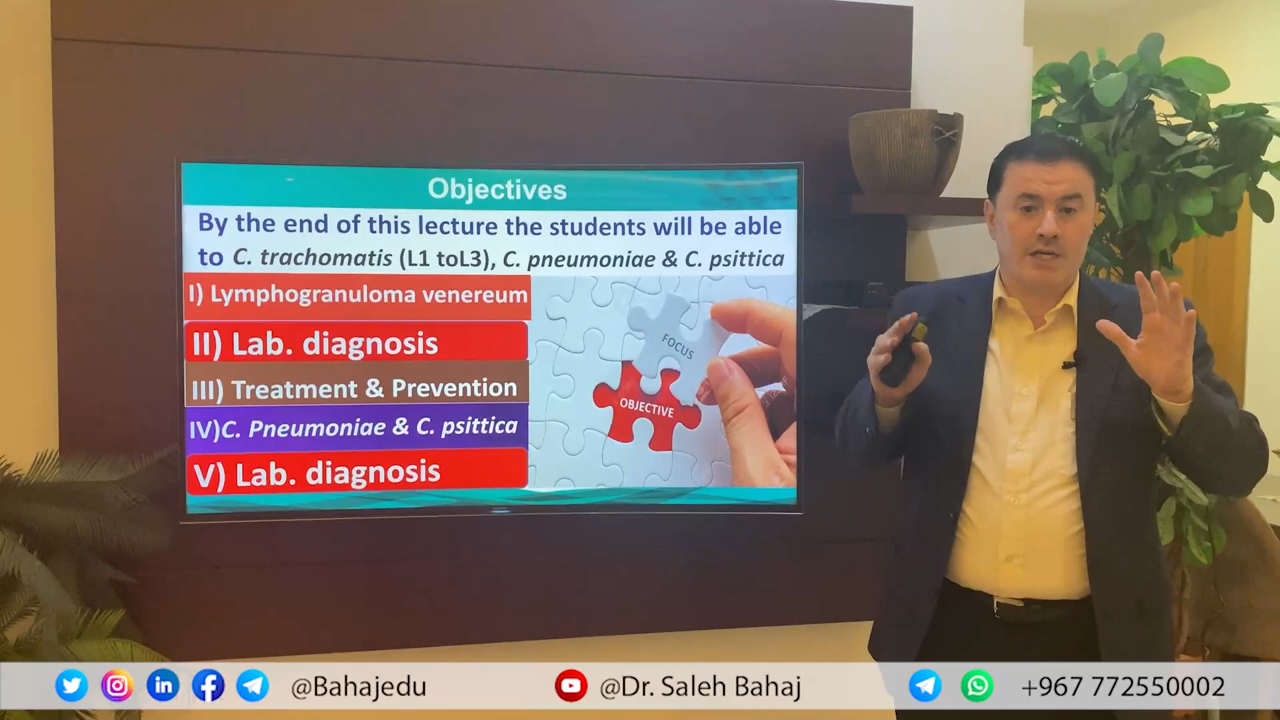 Objectives
By the end of this lecture the students will be able
to C. trachomatis (L1 toL3), C. pneumoniae & C. psittica
I) Lymphogranuloma venereum
II) Lab. diagnosis
III) Treatment & Prevention
IV)C. Pneumoniae & C. psittica
V) Lab. diagnosis
FOCUS
OBJECTIVE
@Bahajedu
@Dr. Saleh Bahaj
+967 772550002